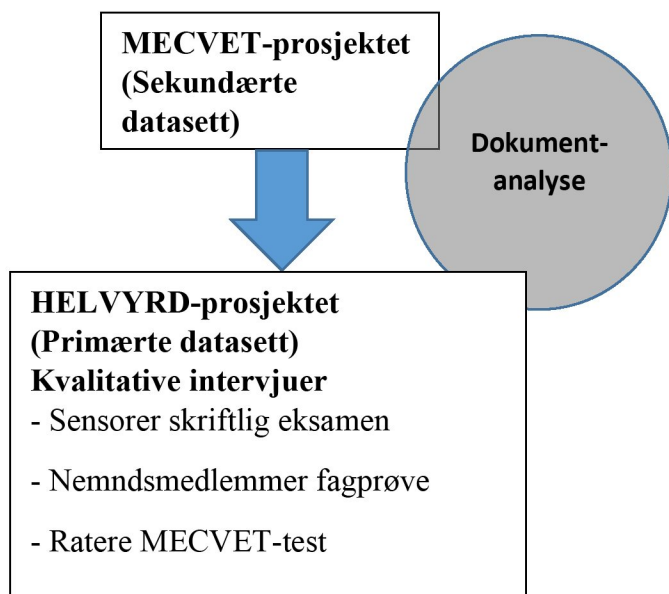 MECVET-prosjektet
(Sekundærte
datasett)
Dokument-
analyse
HELVYRD-prosjektet
(Primærte datasett)
Kvalitative intervjuer
- Sensorer skriftlig eksamen
- Nemndsmedlemmer fagprøve
- Ratere MECVET-test